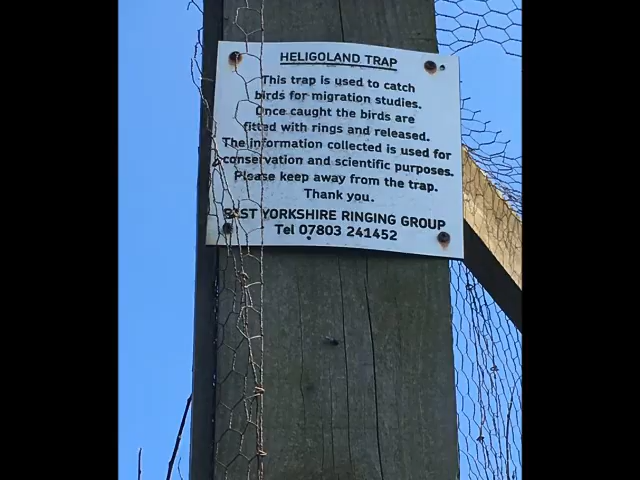 HELIGOLAND TRAP
This trap is used to catch
birds for migration studies.
Once caught the birds are
fitted with rings and released.
The information collected is used for
conservation and scientific purposes.
Please keep away from the trap.
Thank you.
EAST YORKSHIRE RINGING GROUP
Tel 07803 241452